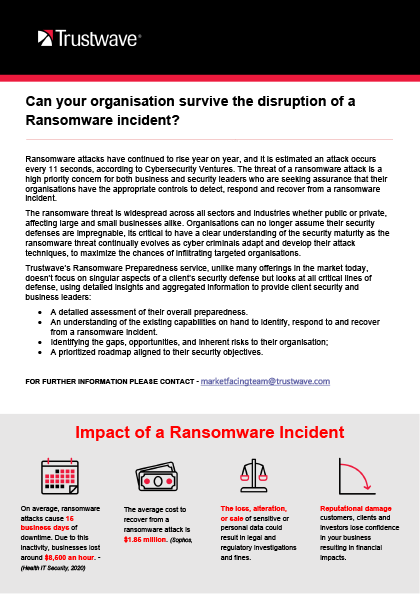 Trustwave®
Can your organisation survive the disruption of a
Ransomware incident?
Ransomware attacks have continued to rise year on year, and it is estimated an attack occurs
every 11 seconds, according to Cybersecurity Ventures. The threat of a ransomware attack is a
high priority concern for both business and security leaders who are seeking assurance that their
organisations have the appropriate controls to detect, respond and recover from a ransomware
incident.
The ransomware threat is widespread across all sectors and industries whether public or private,
affecting large and small businesses alike. Organisations can no longer assume their security
defenses are impregnable, its critical to have a clear understanding of the security maturity as the
ransomware threat continually evolves as cyber criminals adapt and develop their attack
techniques, to maximize the chances of infiltrating targeted organisations.
Trustwave's Ransomware Preparedness service, unlike many offerings in the market today,
doesn't focus on singular aspects of a client's security defense but looks at all critical lines of
defense, using detailed insights and aggregated information to provide client security and
business leaders:
• A detailed assessment of their overall preparedness.
• An understanding of the existing capabilities on hand to identify, respond to and recover
from a ransomware incident.
• Identifying the gaps, opportunities, and inherent risks to their organisation;
• A prioritized roadmap aligned to their security objectives.
FOR FURTHER INFORMATION PLEASE CONTACT - marketfacingteam@trustwave.com
Impact of a Ransomware Incident
On average, ransomware
attacks cause 16
business days of
downtime. Due to this
inactivity, businesses lost
around $8,500 an hour. -
(Health IT Security, 2020)
The average cost to
recover from a
ransomware attack is
$1.85 million. (Sophos,
The loss, alteration,
or sale of sensitive or
personal data could
result in legal and
regulatory investigations
and fines.
Reputational damage
customers, clients and
investors lose confidence
in your business
resulting in financial
impacts.